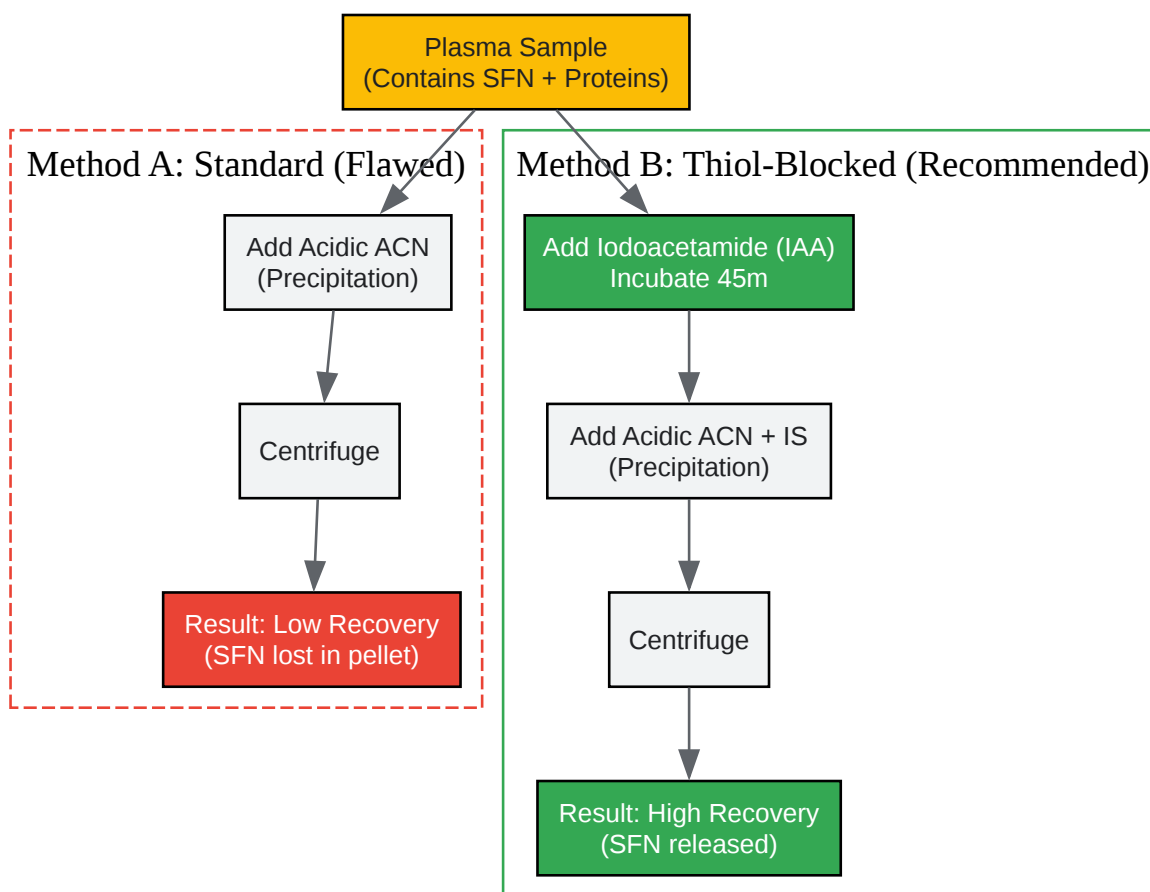 Plasma Sample
(Contains SFN + Proteins)
Method A: Standard (Flawed)
Add Acidic ACN
(Precipitation)
Centrifuge
Result: Low Recovery
(SFN lost in pellet)
Method B: Thiol-Blocked (Recommended)
Add Iodoacetamide (IAA)
Incubate 45m
Add Acidic ACN + IS
(Precipitation)
Centrifuge
Result: High Recovery
(SFN released)